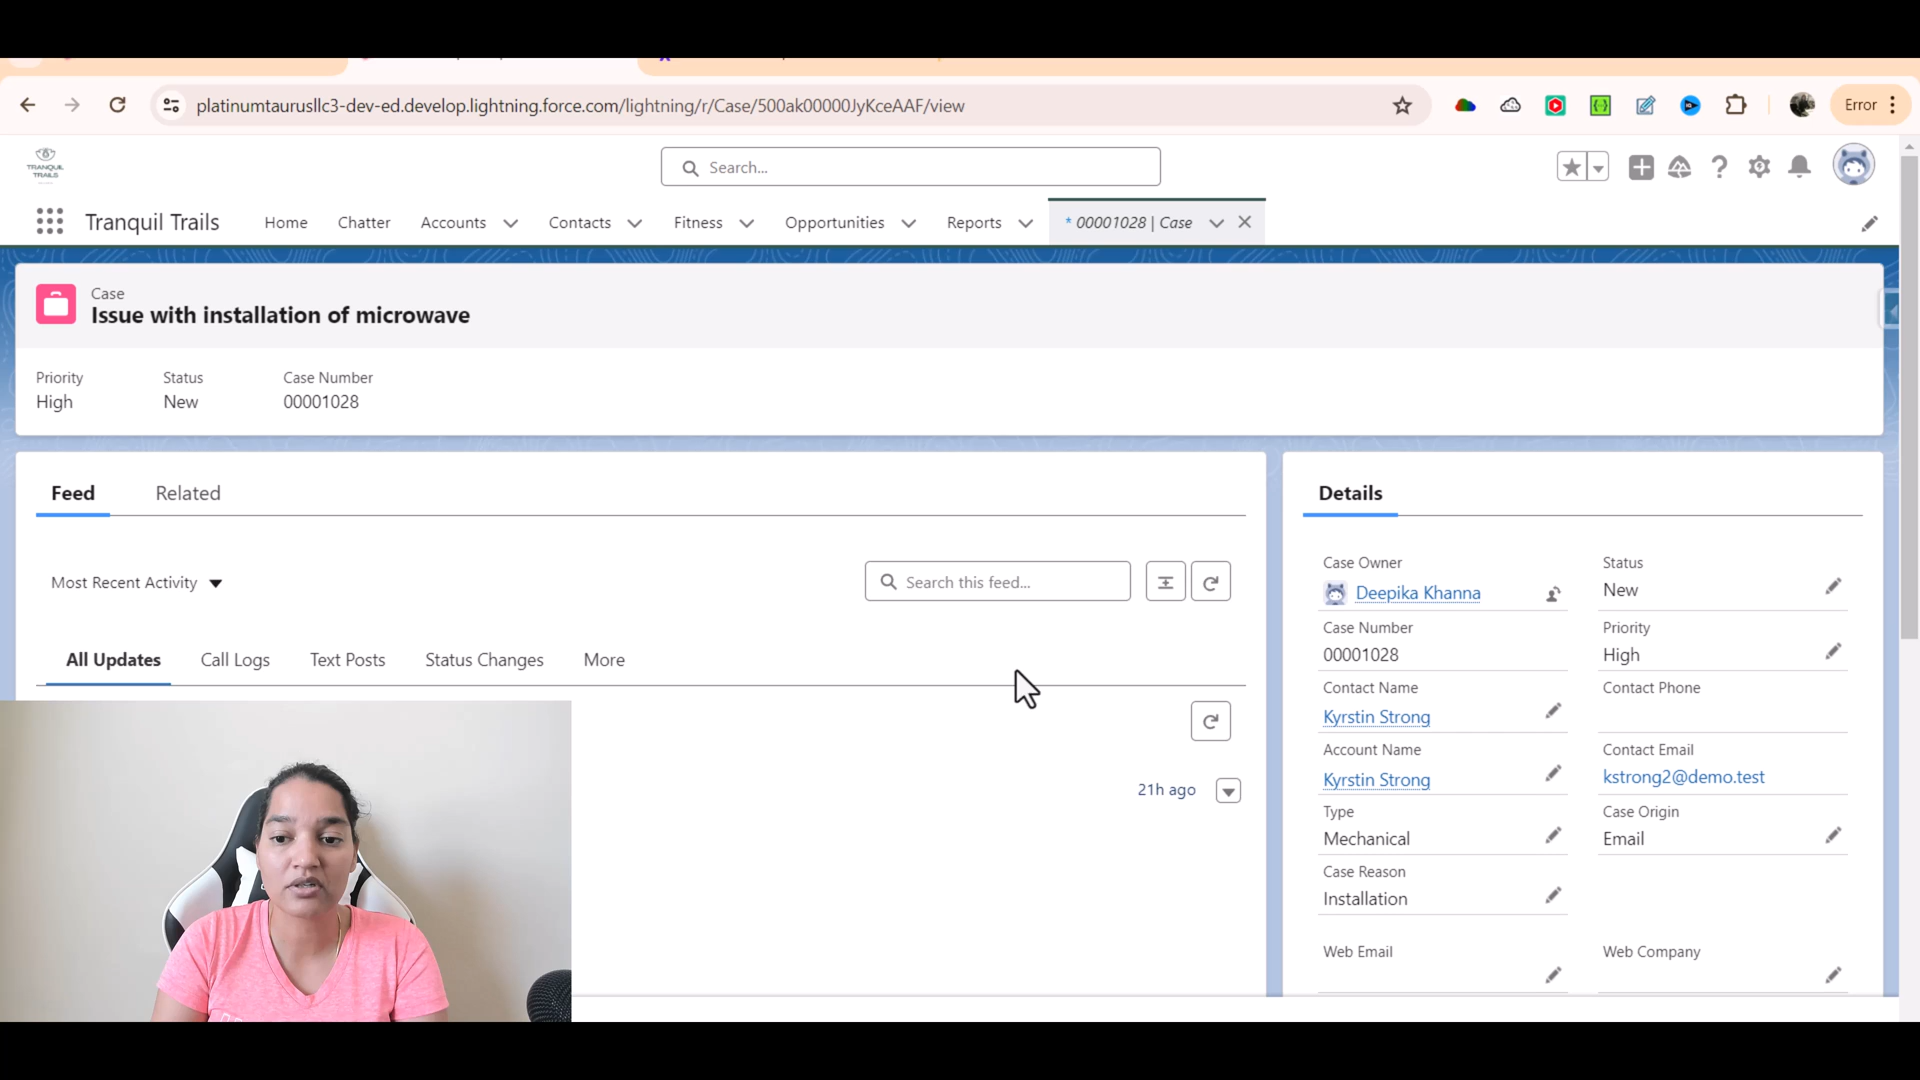 platinumtaurusllc3-dev-ed.develop.lightning.force.com/lightning/r/Case/500ak00000JyKceAAF/view
Error
TRANQUIL
TRAILS
Search...
Tranquil Trails
Home
Chatter
Accounts
Contacts
Fitness
Opportunities
Reports
* 00001028 | Case
Case
Issue with installation of microwave
Priority
Status
Case Number
High
New
00001028
Feed
Related
Details
Most Recent Activity
Search this feed...
All Updates
Call Logs
Text Posts
Status Changes
More
21h ago
Case Owner
Deepika Khanna
Status
New
Case Number
00001028
Priority
High
Contact Name
Kyrstin Strong
Contact Phone
Account Name
Kyrstin Strong
Contact Email
kstrong2@demo.test
Type
Mechanical
Case Origin
Email
Case Reason
Installation
Web Email
Web Company